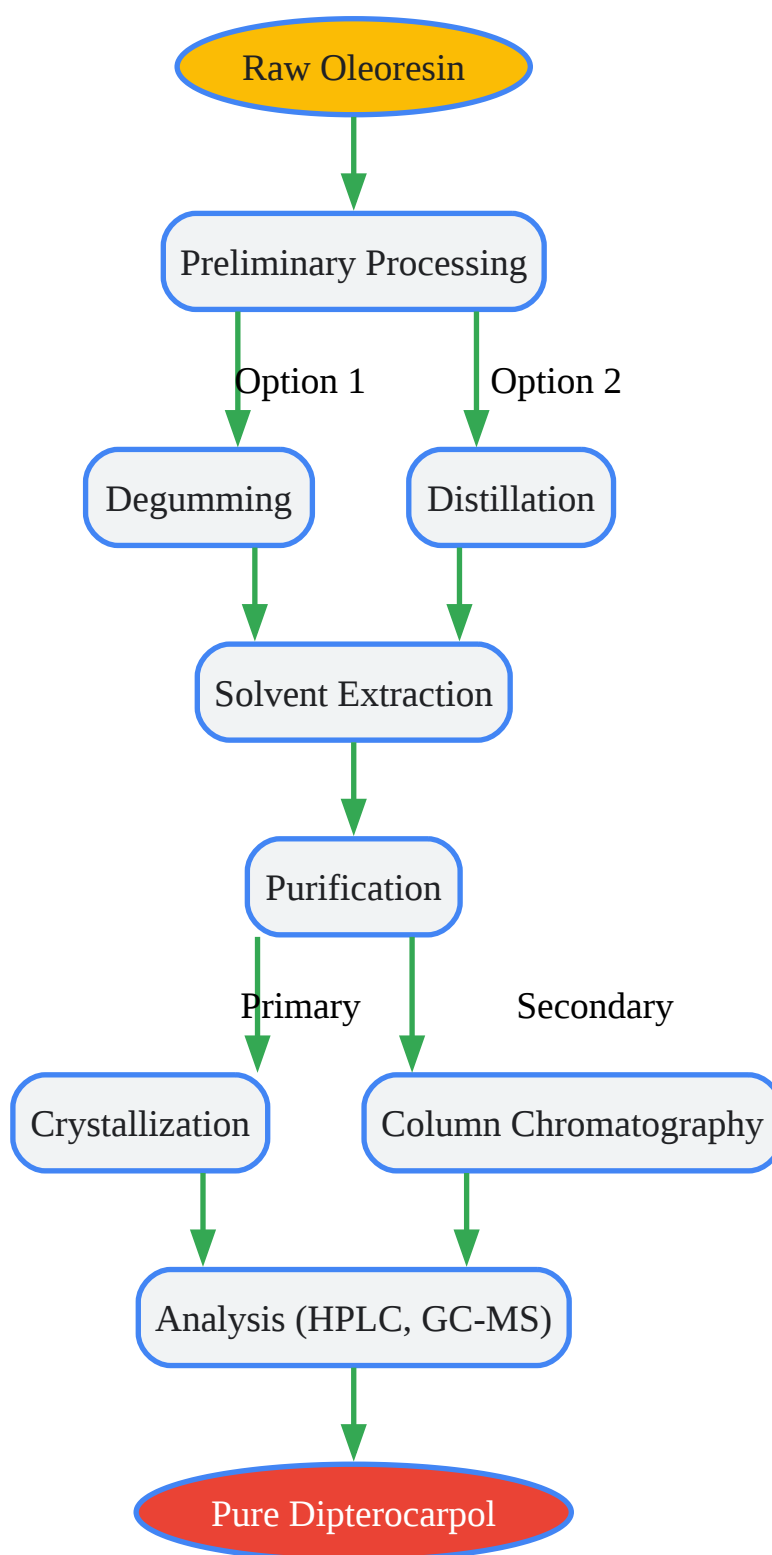 Raw Oleoresin
Preliminary Processing
Option 1
Option 2
Degumming
Distillation
Solvent Extraction
Purification
Primary
Secondary
Crystallization
Column Chromatography
Analysis (HPLC, GC-MS)
Pure Dipterocarpol